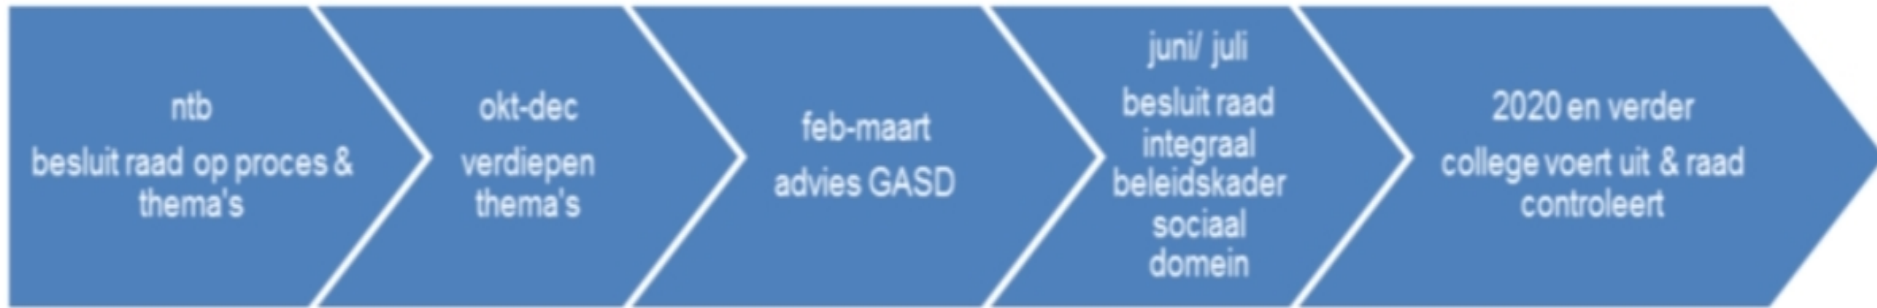 ntb
besluit raad op proces &
thema's
okt-dec
verdiepen
thema's
feb-maart
advies GASD
juni/ juli
besluit raad
integraal
beleidskader
sociaal
domein
2020 en verder
college voert uit & raad
controleert